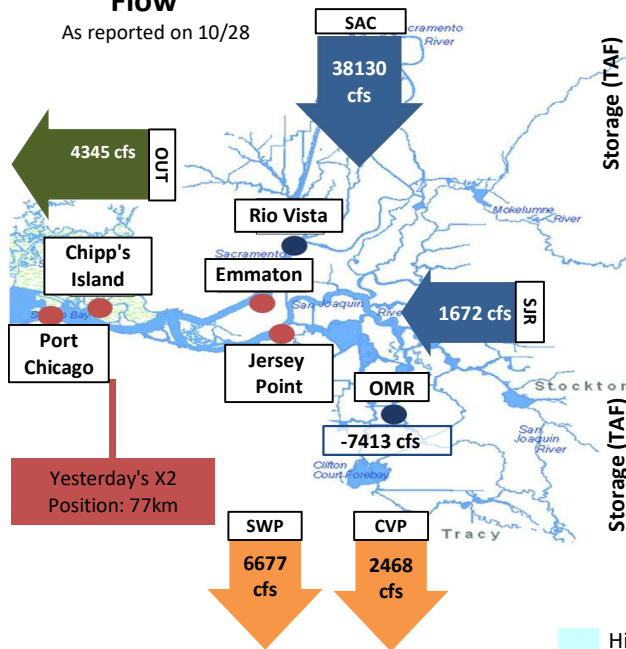 Flow
As reported on 10/28
SAC
Sacramento
River
38130
cfs
Storage (TAF)
4345 cfs
OUT
Mokelumne
River
Rio Vista
Chipp's
Island
Sacramento
Emmaton
San Joaquin
River
1672 cfs
SJR
Port
Chicago
Jersey
Point
OMR
Stockton
-7413 cfs
San
Joaquin
River
Clifton
Court Forebay
Storage (TAF)
Yesterday's X2
Position: 77km
Tracy
SWP
CVP
6677
cfs
2468
cfs
Hi